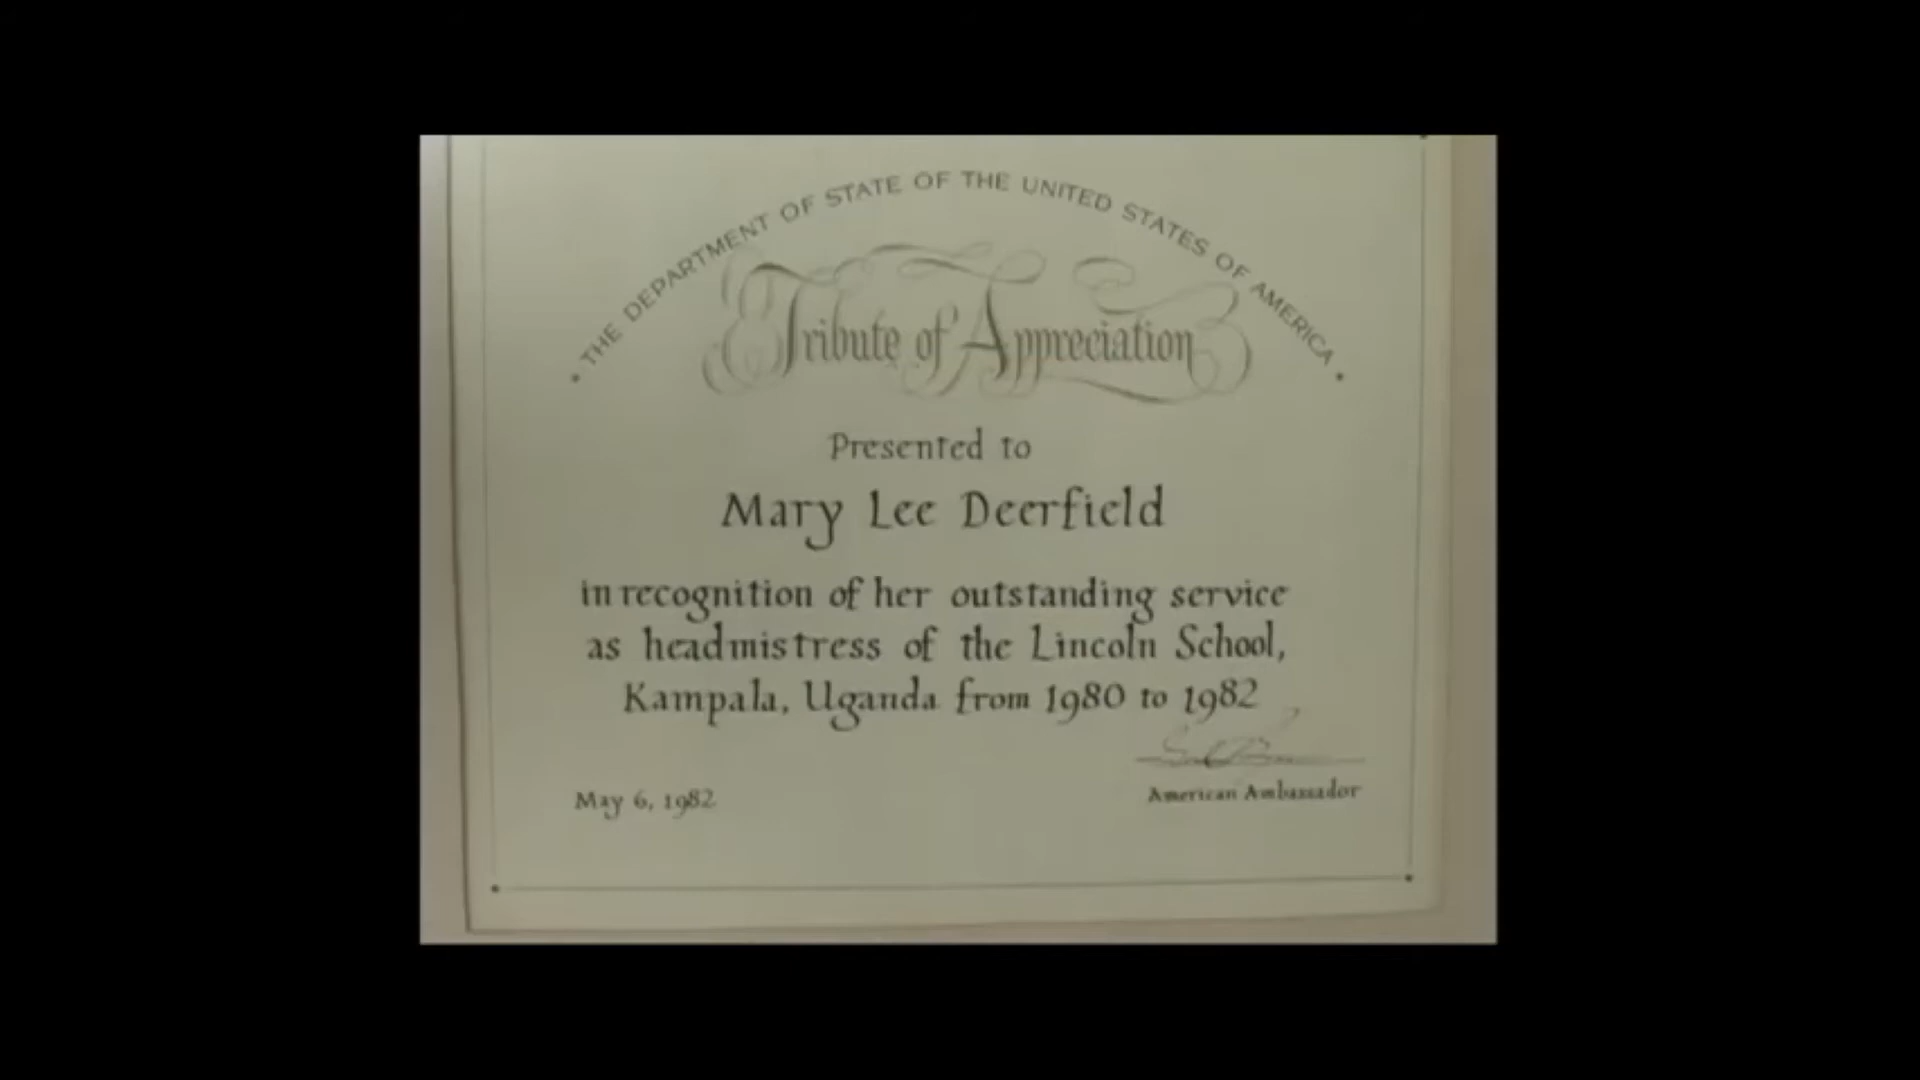 • THE DEPARTMENT OF STATE OF THE UNITED STATES OF AMERICA •
Tribute of Appreciation
Presented to
Mary Lee Deerfield
in recognition of her outstanding service
as headmistress of the Lincoln School,
Kampala, Uganda from 1980 to 1982
May 6, 1982
American Ambassador